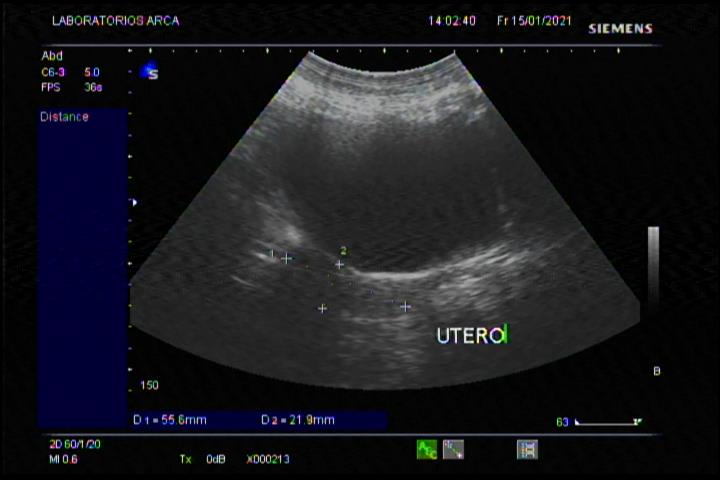 LABORATORIOS ARCA 14:02:40 Fr 15/01/2021 SIEMENS
Abd
C6-3 5.0
FPS 36s
S
Distance
1 2
UTERO
150
B
D1 = 55.6mm D2 = 21.9mm
63
2D 60/1/20
MI 0.6 Tx 0dB X000213